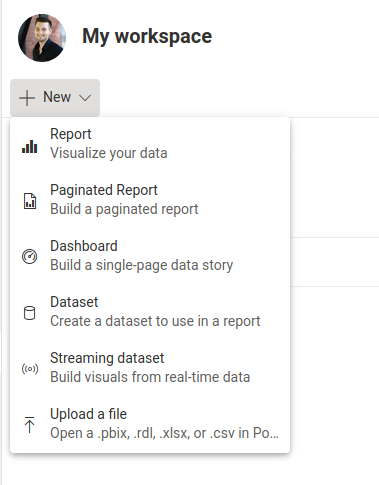 My workspace
New
Report
Visualize your data
Paginated Report
Build a paginated report
Dashboard
Build a single-page data story
Dataset
Create a dataset to use in a report
Streaming dataset
Build visuals from real-time data
Upload a file
Open a .pbix, .rdl, .xlsx, or .csv in Po...